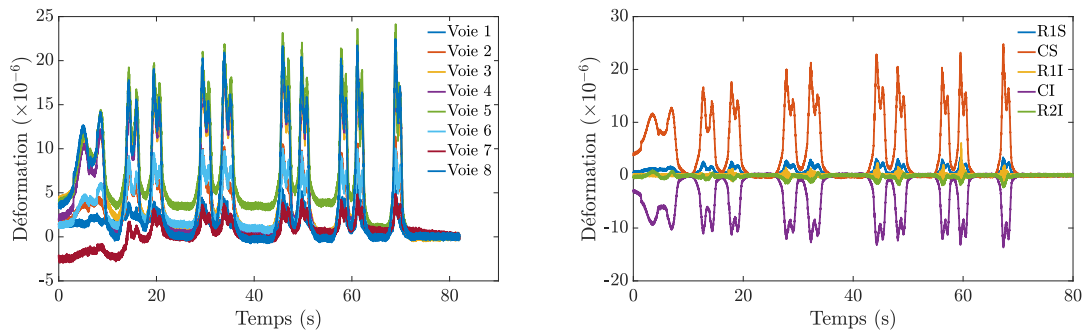 Déformation (×10⁻⁶)
25
20
15
10
5
0
-5
0
20
40
60
80
Temps (s)
Voie 1
Voie 2
Voie 3
Voie 4
Voie 5
Voie 6
Voie 7
Voie 8
Déformation (×10⁻⁶)
30
20
10
0
-10
-20
0
20
40
60
80
Temps (s)
R1S
CS
R1I
CI
R2I